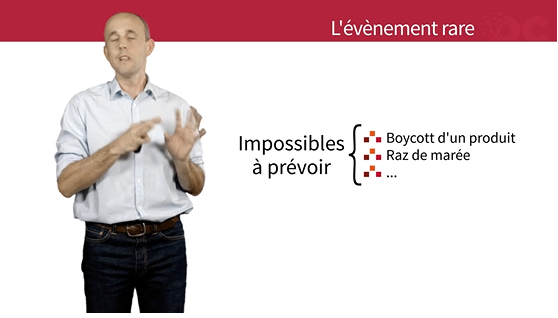 L'évènement rare
Impossibles
à prévoir
Boycott d'un produit
Raz de marée
...